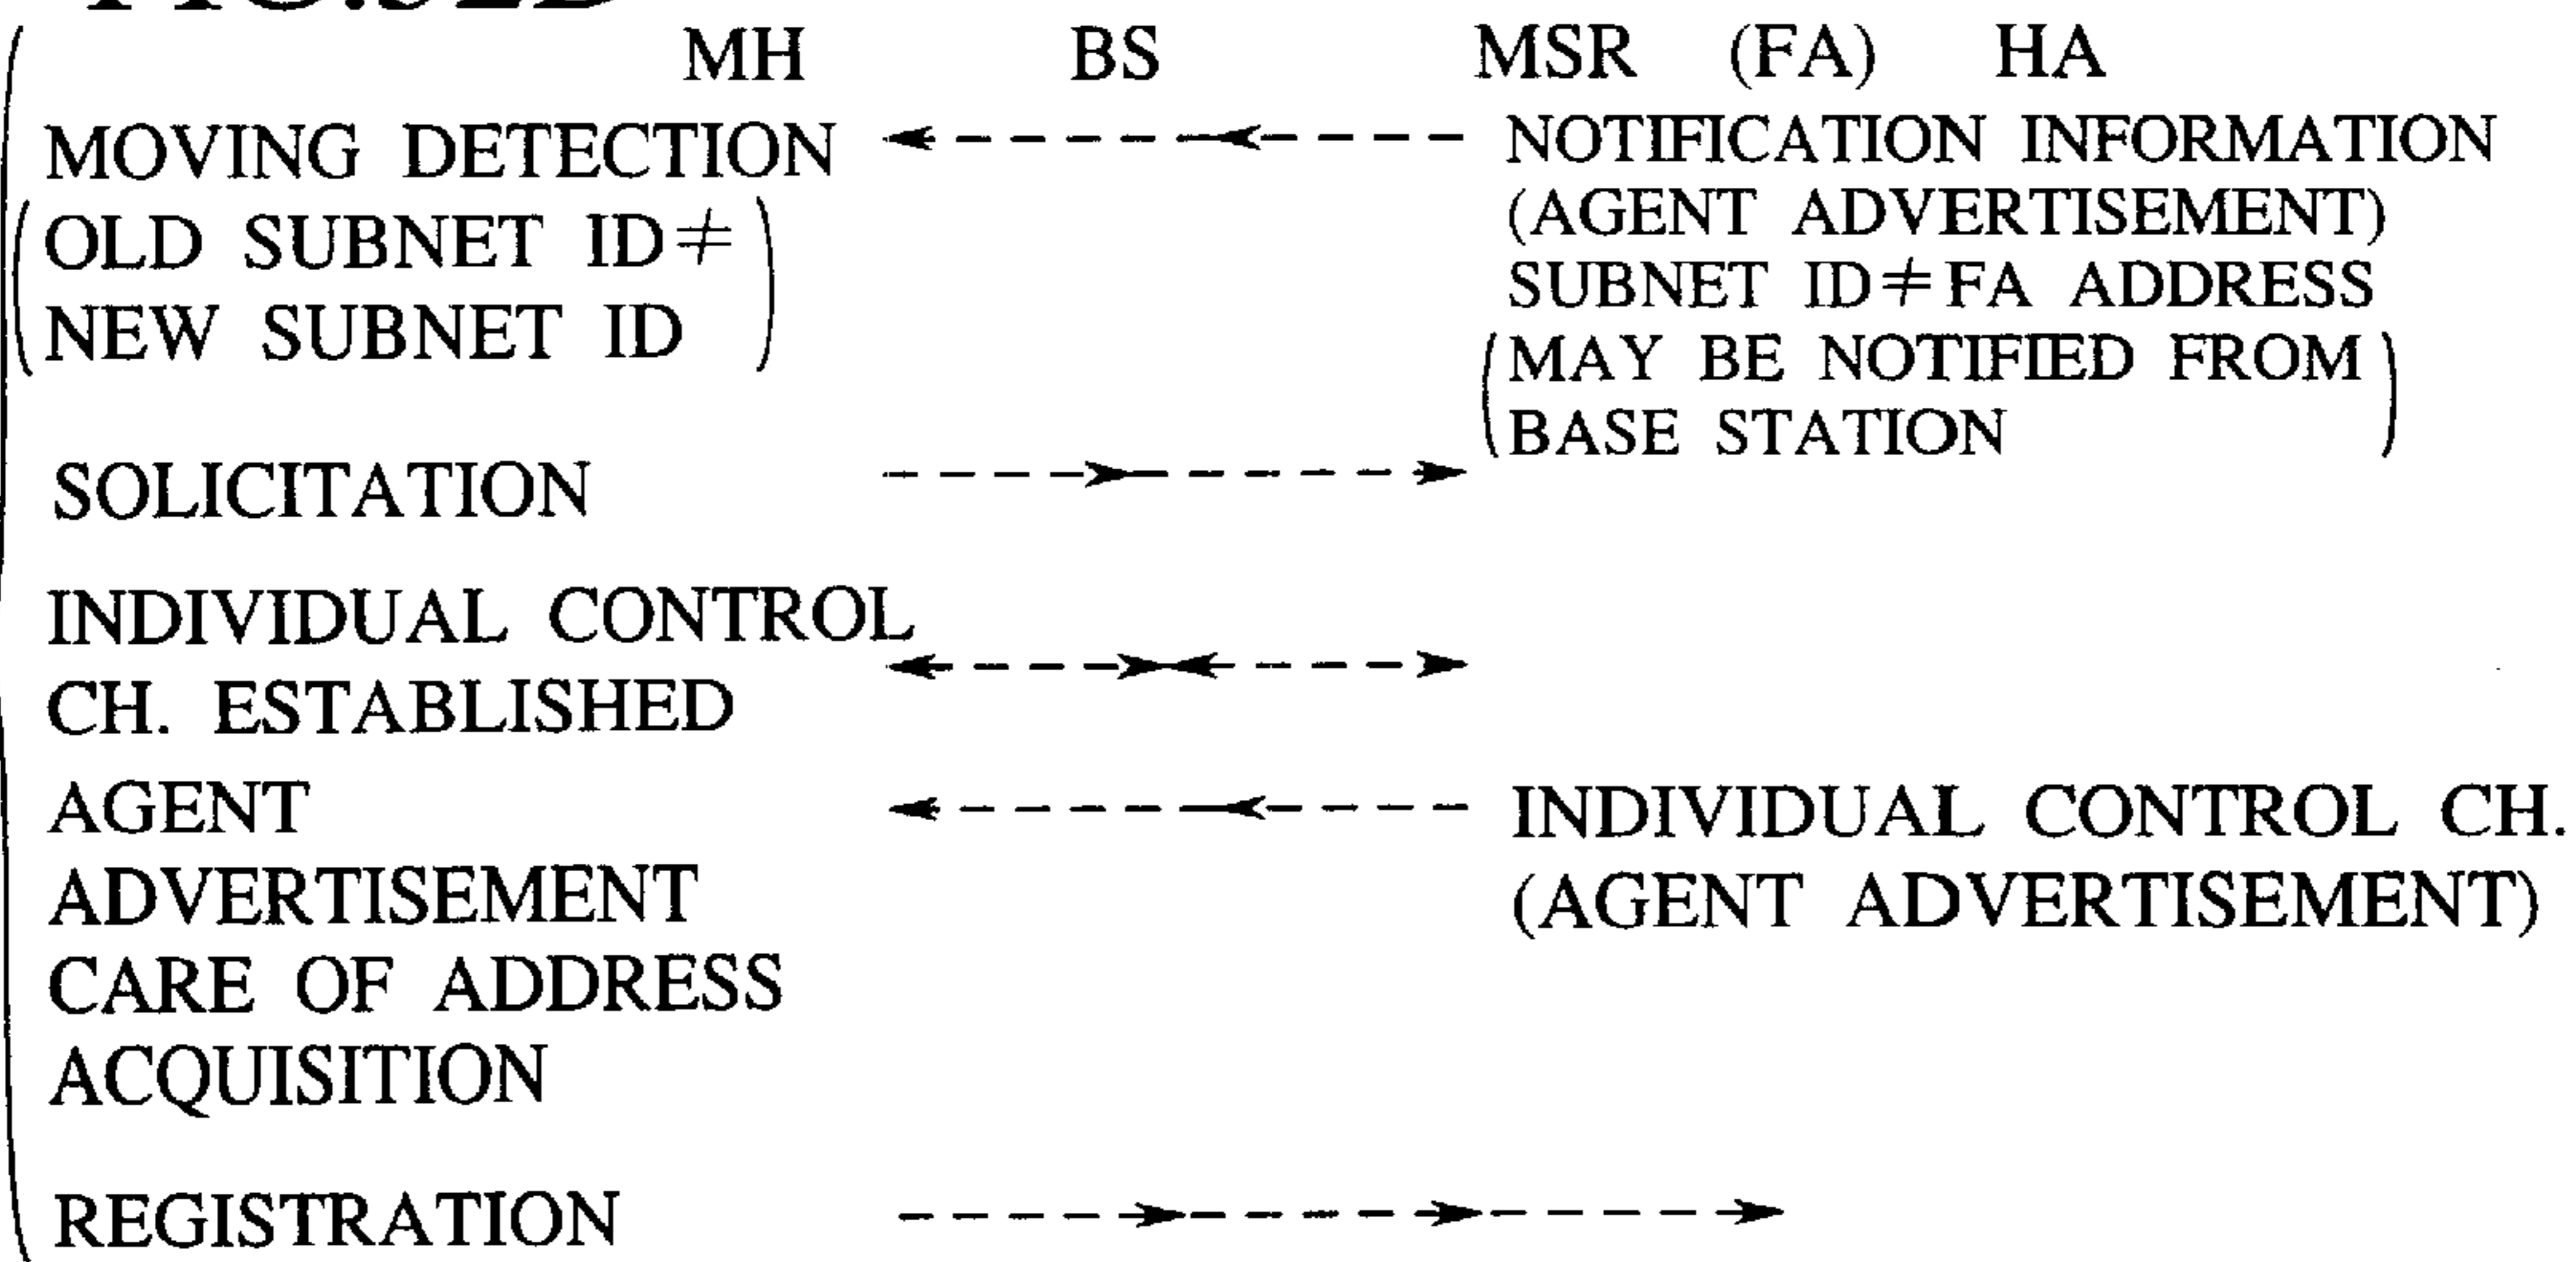 MH BS MSR (FA) HA
MOVING DETECTION
(OLD SUBNET ID≠
NEW SUBNET ID)
NOTIFICATION INFORMATION
(AGENT ADVERTISEMENT)
SUBNET ID≠FA ADDRESS
(MAY BE NOTIFIED FROM
BASE STATION)
SOLICITATION
INDIVIDUAL CONTROL
CH. ESTABLISHED
AGENT
ADVERTISEMENT
CARE OF ADDRESS
ACQUISITION
INDIVIDUAL CONTROL CH.
(AGENT ADVERTISEMENT)
REGISTRATION